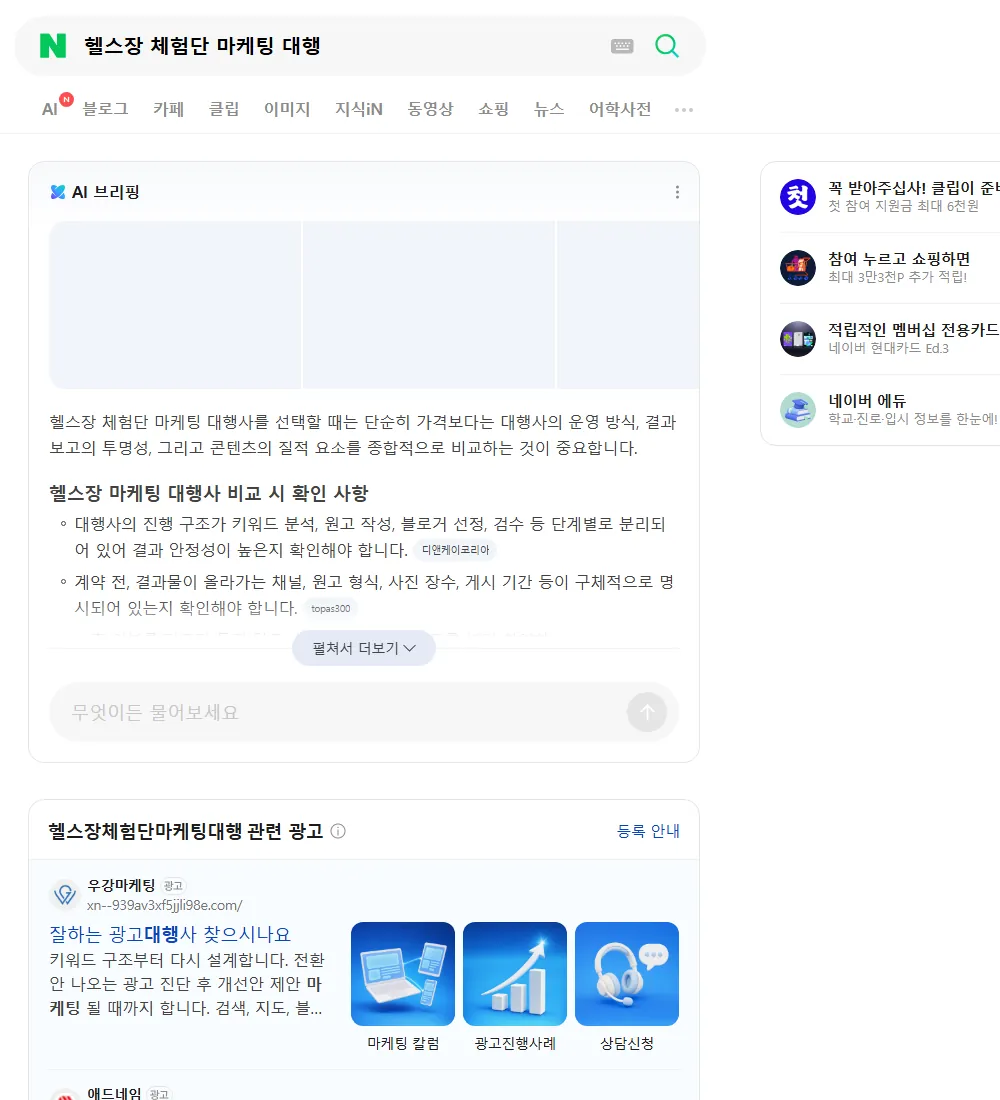 N 헬스장 체험단 마케팅 대행
AI N 블로그 카페 클립 이미지 지식iN 동영상 쇼핑 뉴스 어학사전
AI 브리핑
헬스장 체험단 마케팅 대행사를 선택할 때는 단순히 가격보다는 대행사의 운영 방식, 결과
보고의 투명성, 그리고 콘텐츠의 질적 요소를 종합적으로 비교하는 것이 중요합니다.
헬스장 마케팅 대행사 비교 시 확인 사항
대행사의 진행 구조가 키워드 분석, 원고 작성, 블로거 선정, 검수 등 단계별로 분리되
어 있어 결과 안정성이 높은지 확인해야 합니다. 디앤케이코리아
계약 전, 결과물이 올라가는 채널, 원고 형식, 사진 장수, 게시 기간 등이 구체적으로 명
시되어 있는지 확인해야 합니다. topas300
펼쳐서 더보기
무엇이든 물어보세요
헬스장체험단마케팅대행 관련 광고
등록 안내
우강마케팅 광고
xn--939av3xf5jjli98e.com/
잘하는 광고대행사 찾으시나요
키워드 구조부터 다시 설계합니다. 전환
안 나오는 광고 진단 후 개선안 제안 마
케팅 될 때까지 합니다. 검색, 지도, 블...
마케팅 칼럼
광고진행사례
상담신청
애드네임 광고
첫
꼭 받아주십사! 클립이 준비
첫 참여 지원금 최대 6천원
참여 누르고 쇼핑하면
최대 3만3천P 추가 적립!
적립적인 멤버십 전용카드
네이버 현대카드 Ed.3
네이버 에듀
학교·진로·입시 정보를 한눈에!